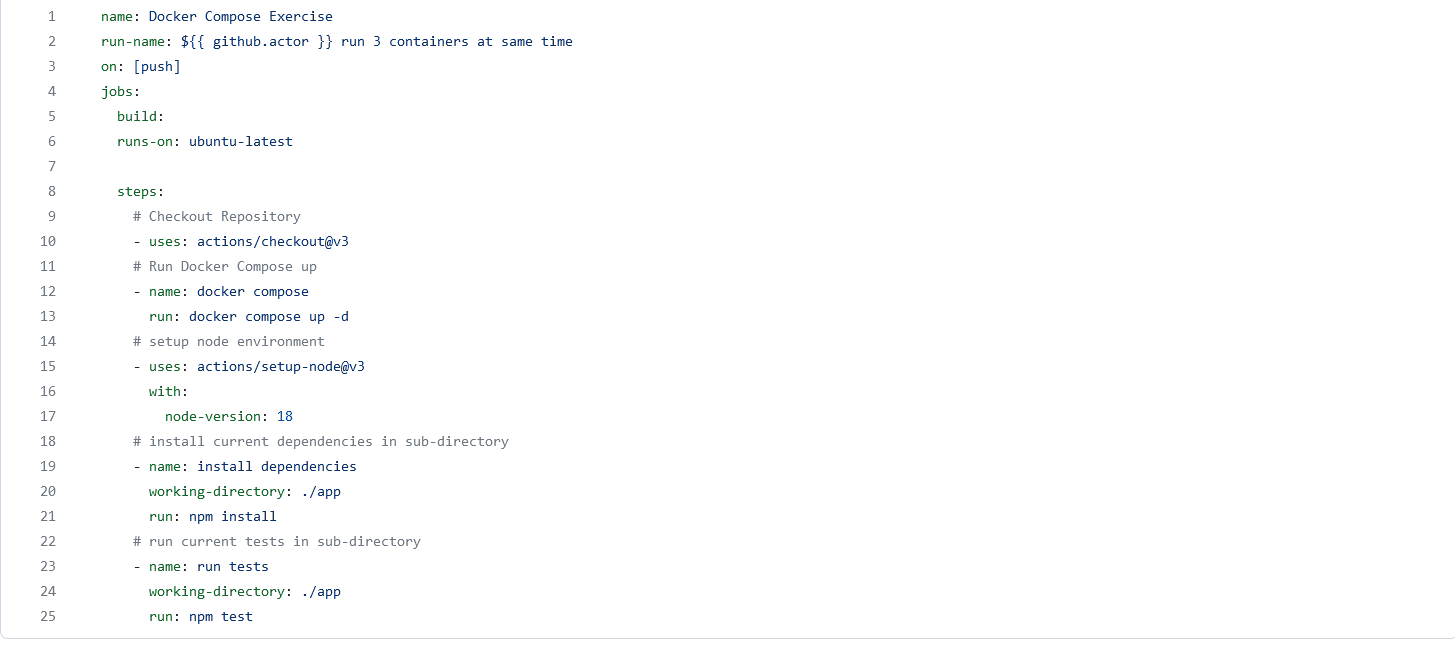 1 name: Docker Compose Exercise
2 run-name: ${{ github.actor }} run 3 containers at same time
3 on: [push]
4 jobs:
5   build:
6   runs-on: ubuntu-latest
7
8   steps:
9     # Checkout Repository
10     - uses: actions/checkout@v3
11     # Run Docker Compose up
12     - name: docker compose
13       run: docker compose up -d
14     # setup node environment
15     - uses: actions/setup-node@v3
16       with:
17         node-version: 18
18     # install current dependencies in sub-directory
19     - name: install dependencies
20       working-directory: ./app
21       run: npm install
22     # run current tests in sub-directory
23     - name: run tests
24       working-directory: ./app
25       run: npm test